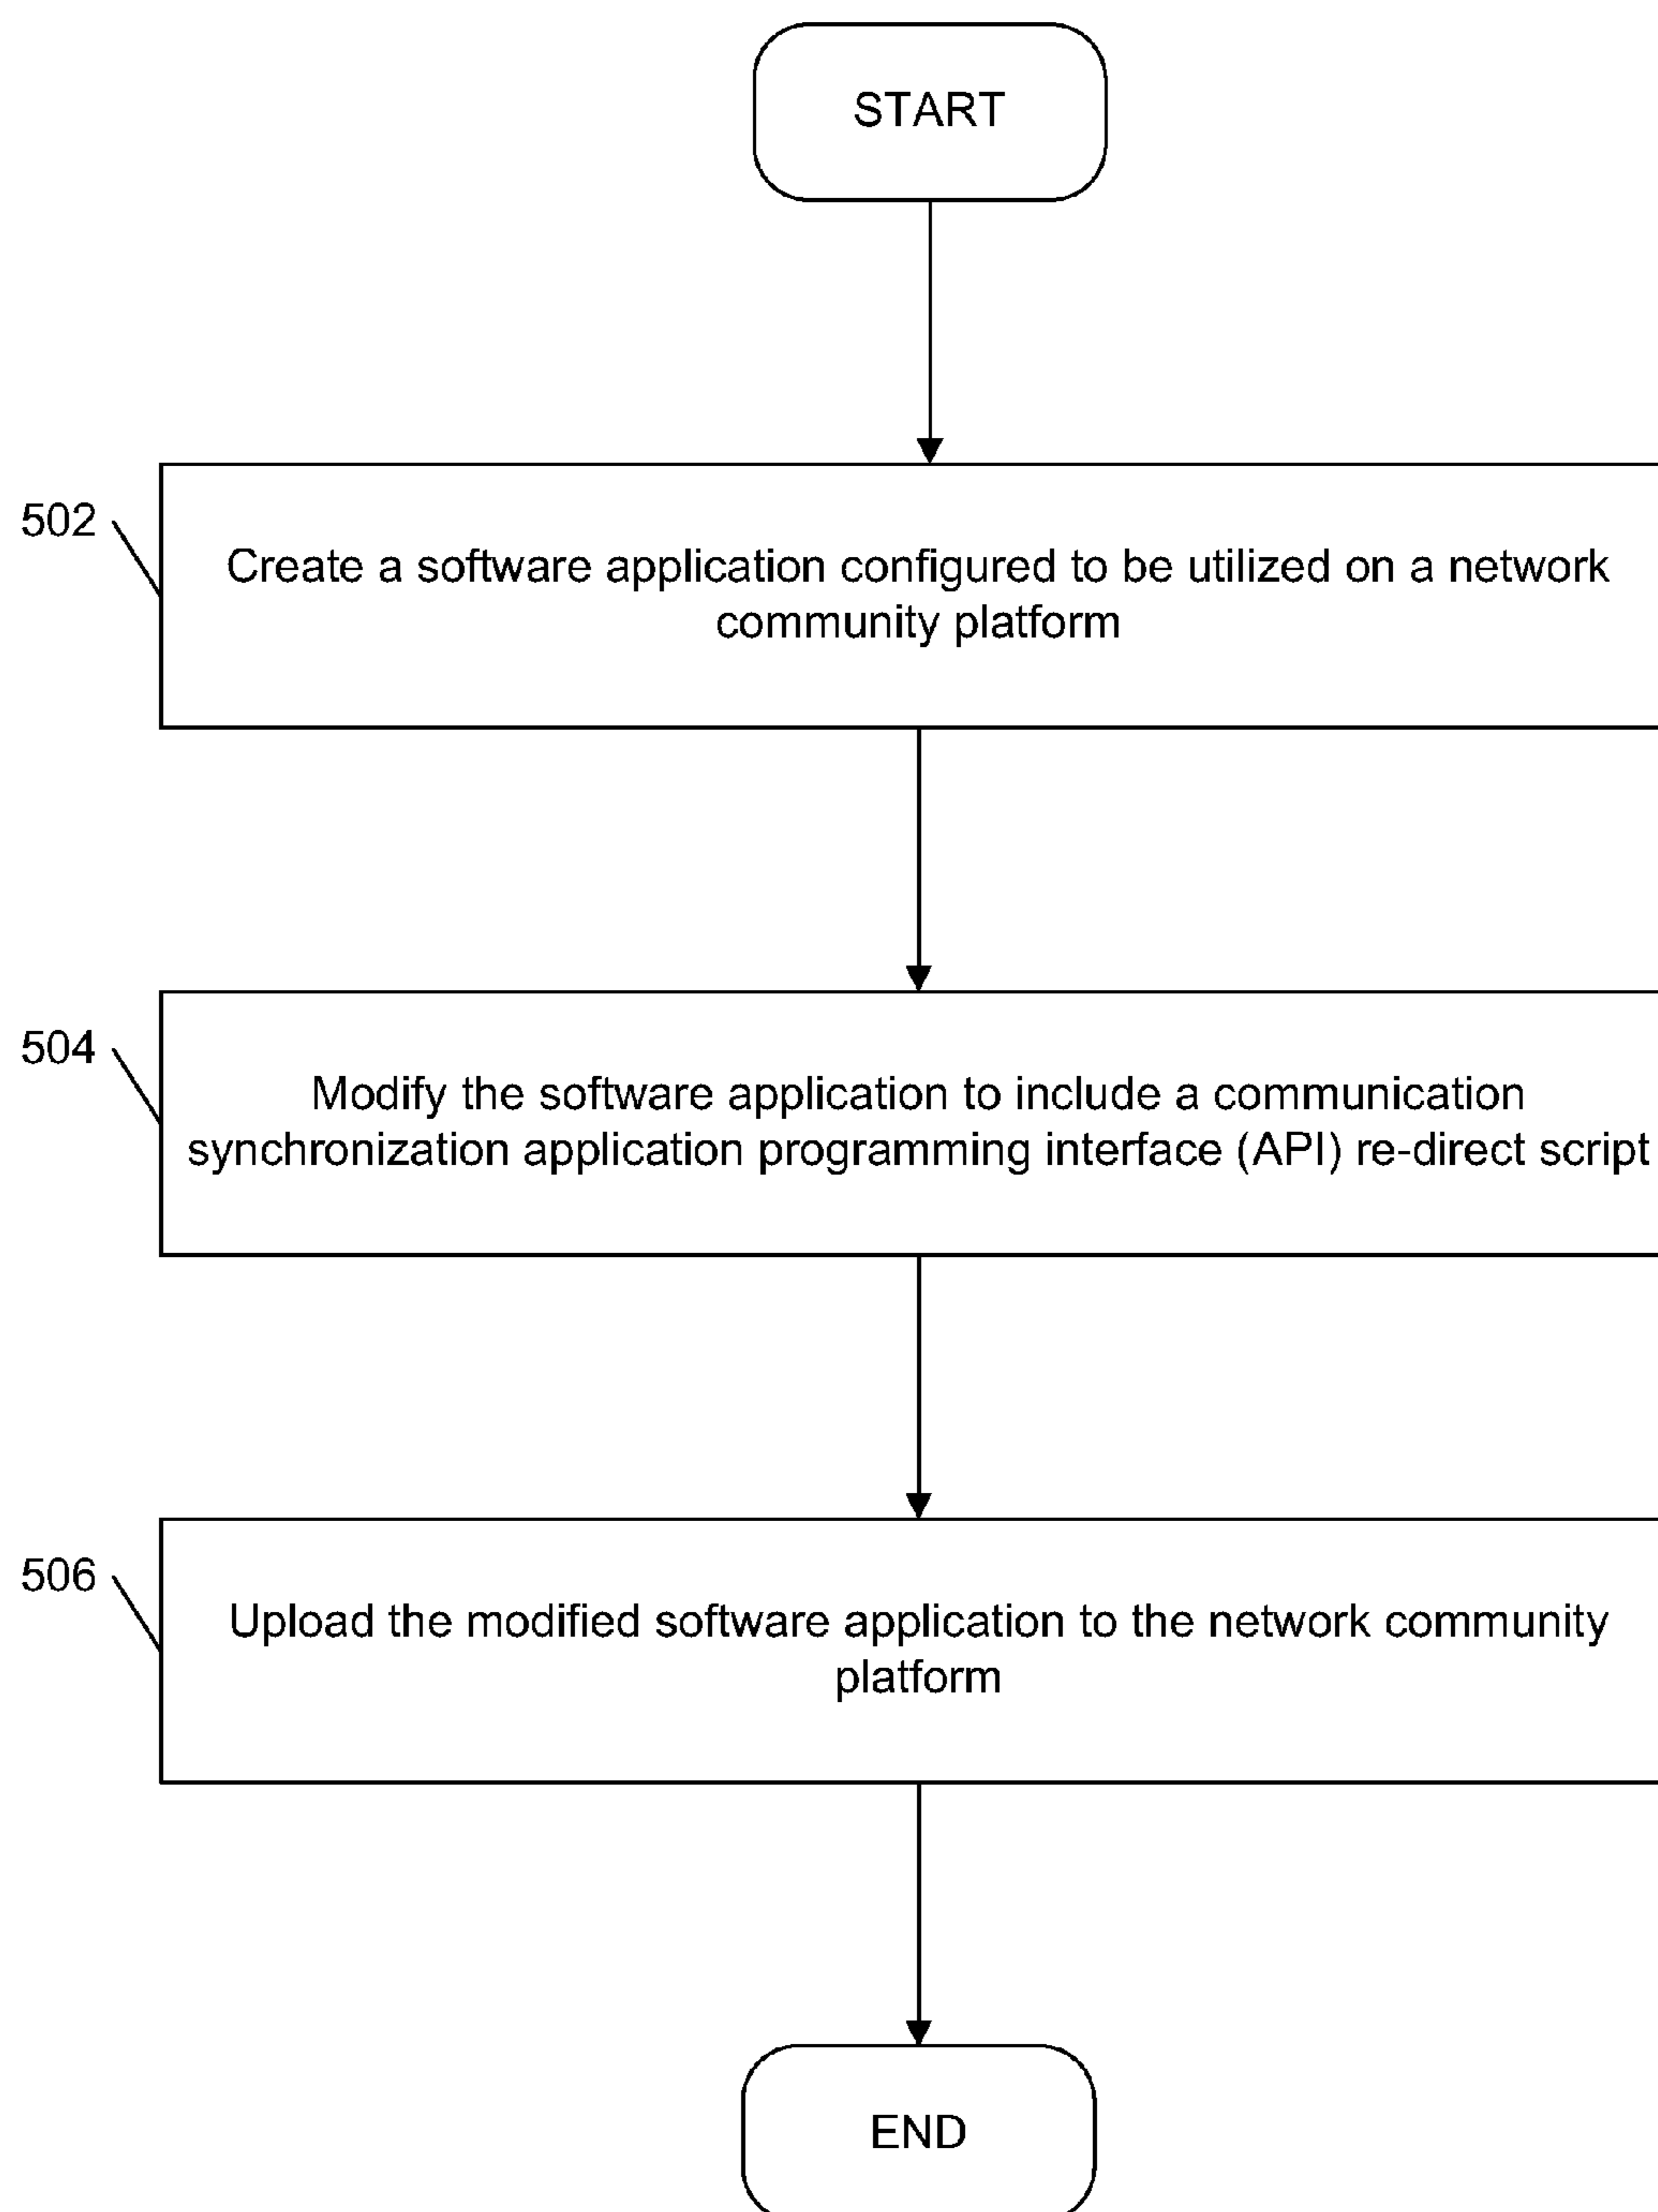 START
502
Create a software application configured to be utilized on a network
community platform
504
Modify the software application to include a communication
synchronization application programming interface (API) re-direct script
506
Upload the modified software application to the network community
platform
END